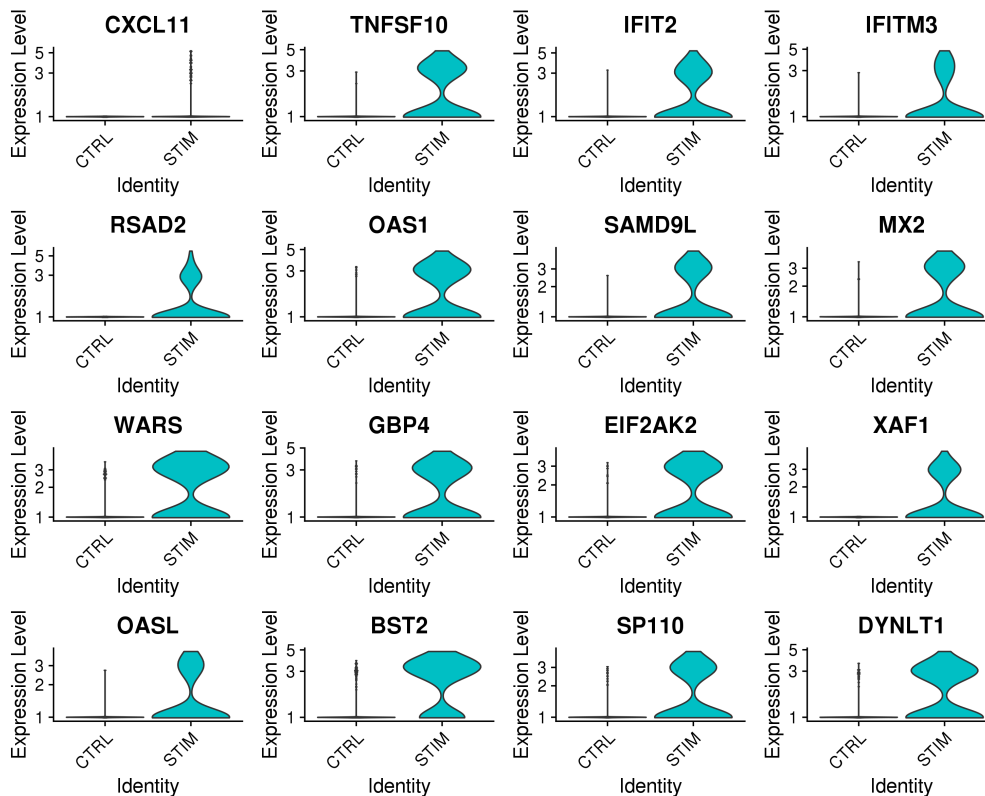 CXCL11 TNFSF10 IFIT2 IFITM3
Expression Level Expression Level Expression Level Expression Level
5 5 5 5
3 3 3 3
1 1 1 1
CTRL STIM CTRL STIM CTRL STIM CTRL STIM
Identity Identity Identity Identity
RSAD2 OAS1 SAMD9L MX2
Expression Level Expression Level Expression Level Expression Level
5 5 3 3
3 3 2 2
1 1 1 1
CTRL STIM CTRL STIM CTRL STIM CTRL STIM
Identity Identity Identity Identity
WARS GBP4 EIF2AK2 XAF1
Expression Level Expression Level Expression Level Expression Level
3 5 3 3
2 3 2 2
1 1 1 1
CTRL STIM CTRL STIM CTRL STIM CTRL STIM
Identity Identity Identity Identity
OASL BST2 SP110 DYNLT1
Expression Level Expression Level Expression Level Expression Level
3 5 3 5
2 3 2 3
1 1 1 1
CTRL STIM CTRL STIM CTRL STIM CTRL STIM
Identity Identity Identity Identity